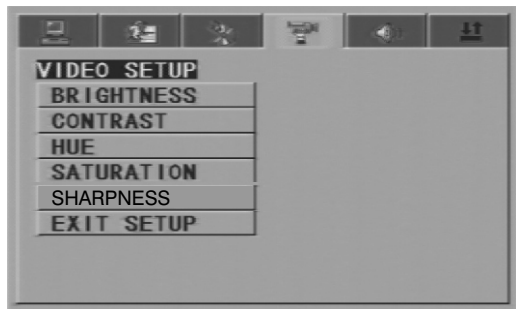 VIDEO SETUP
BRIGHTNESS
CONTRAST
HUE
SATURATION
SHARPNESS
EXIT SETUP